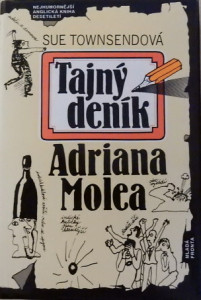 NEJHUMORNĚJŠÍ
ANGLICKÁ KNIHA
DESETILETÍ
SUE TOWNSENDOVÁ
Tajný
deník
Adriana
Molea
MLADÁ
FRONTA